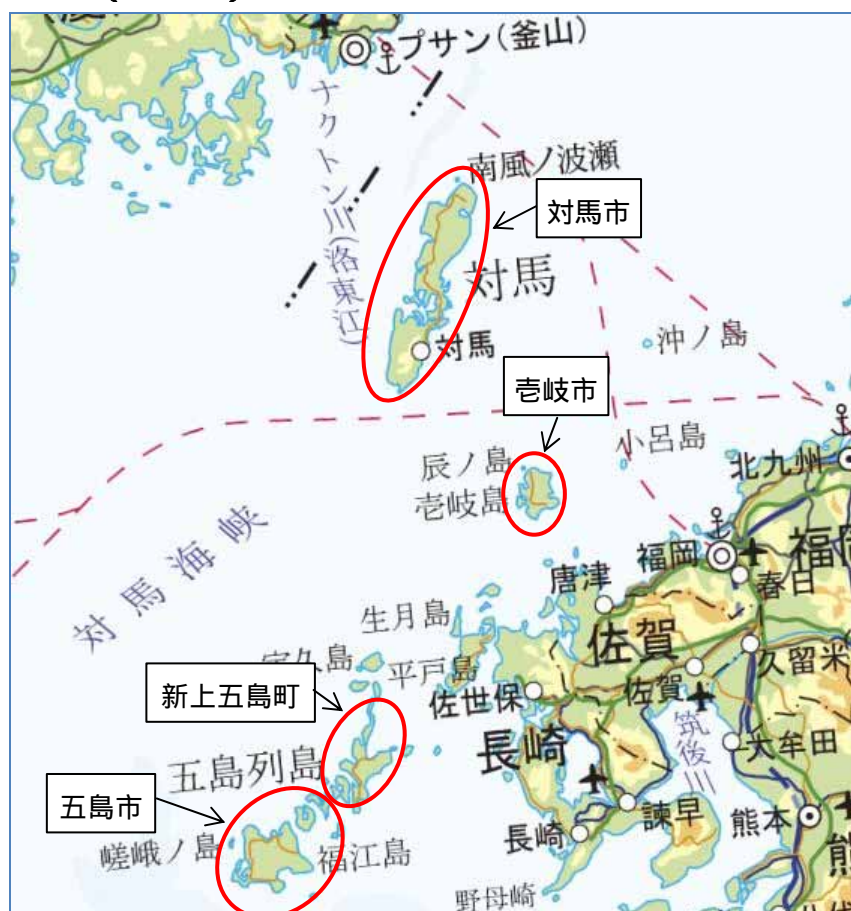 プサン(釜山)
ナクトン川(洛東江)
南風ノ波瀬
対馬市
対馬
対馬
沖ノ島
壱岐市
小呂島
北九州
辰ノ島
壱岐島
対馬海峡
福岡
福岡
春日
唐津
生月島
佐賀
平戸島
佐賀
久留米
新上五島町
佐世保
筑後川
五島列島
長崎
大牟田
五島市
嵯峨ノ島
福江島
長崎
諫早
熊本
野母崎